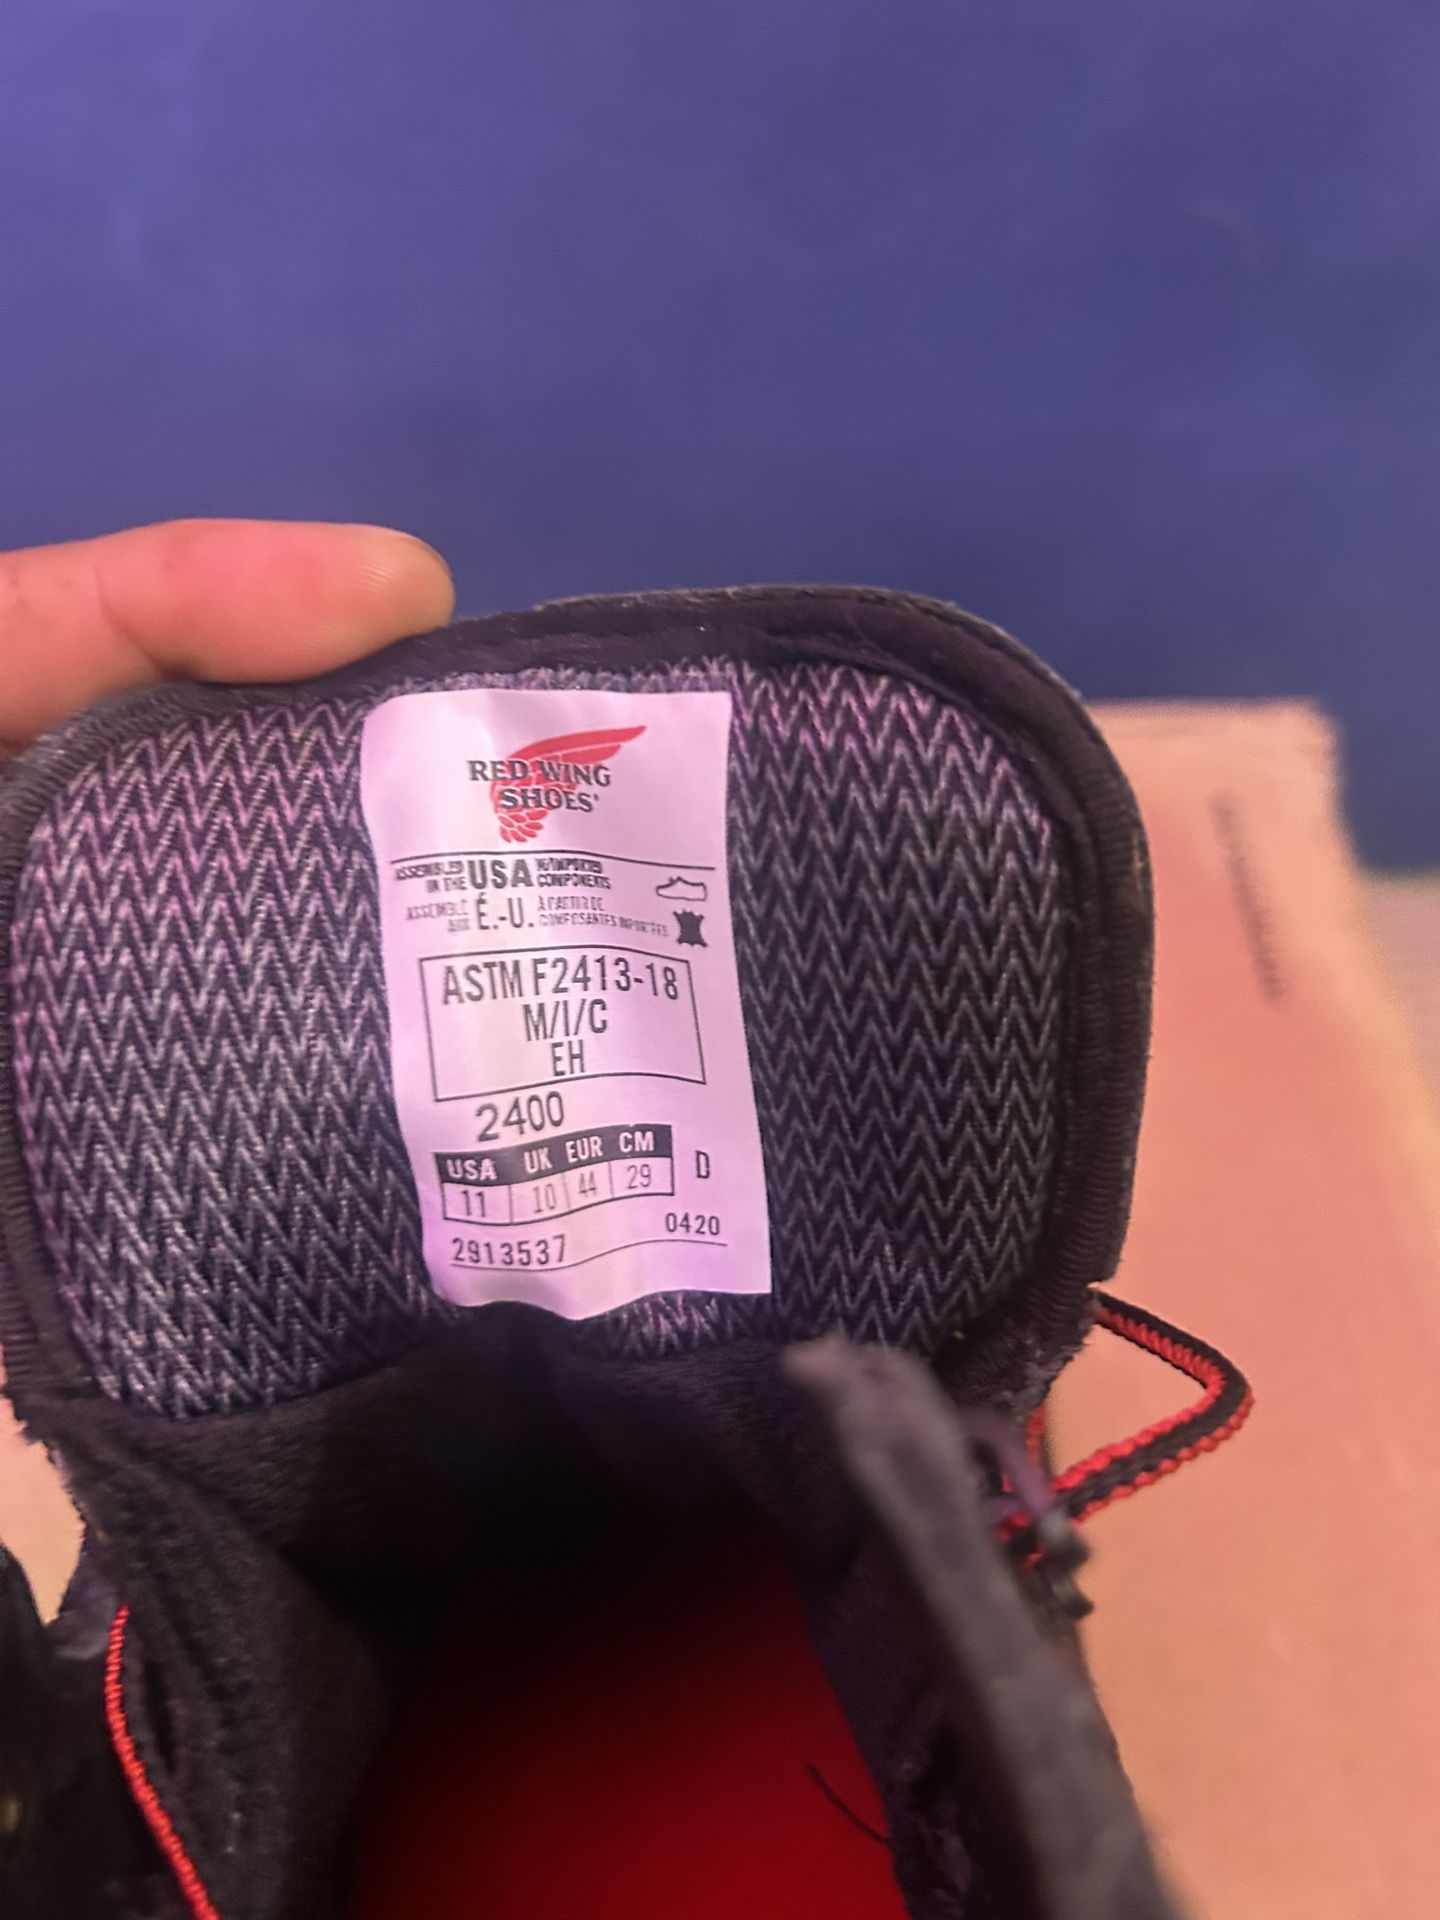 RED WING
SHOES®
ASSEMBLED
IN THE USA W/IMPORTED
COMPONENTS
ASSEMBLÉ
AUX É.-U. À PARTIR DE
COMPOSANTES IMPORTÉES
ASTM F2413-18
M/I/C
EH
2400
USA UK EUR CM
11 10 44 29 D
2913537 0420